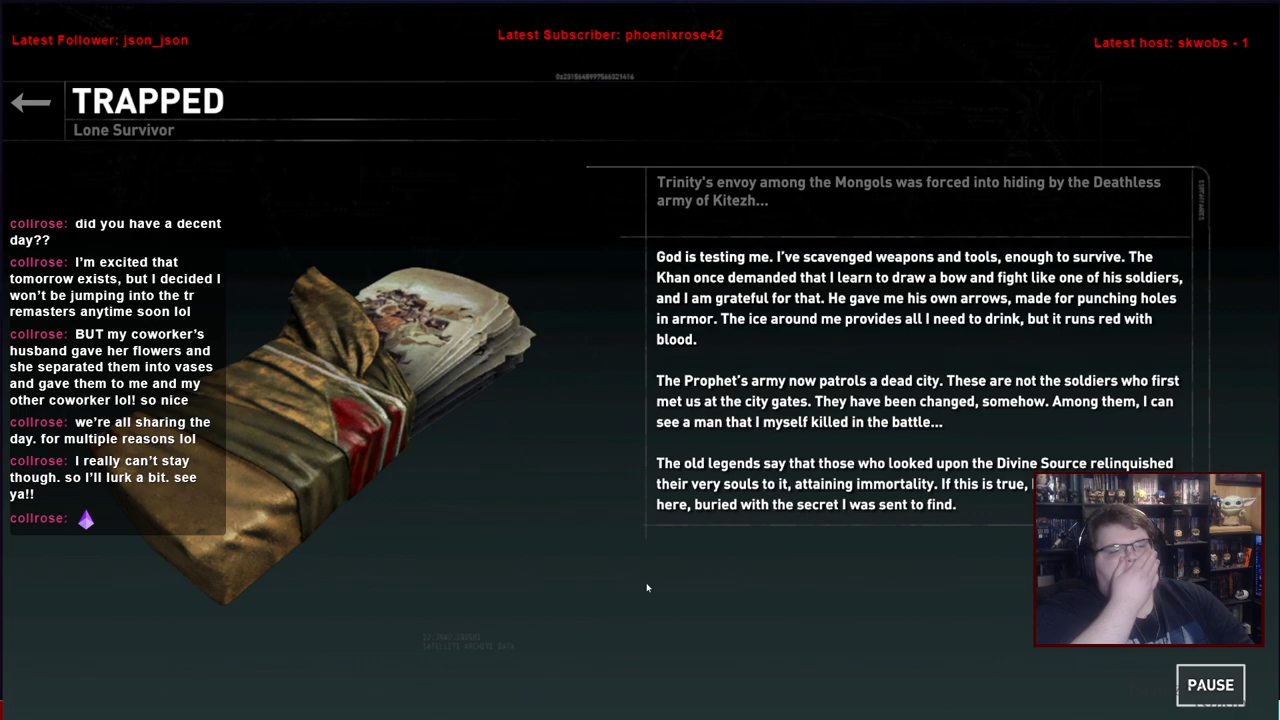 Latest Follower: json_json
Latest Subscriber: phoenixrose42
Latest host: skwobs - 1
TRAPPED
Lone Survivor
Trinity's envoy among the Mongols was forced into hiding by the Deathless
army of Kitezh...
God is testing me. I've scavenged weapons and tools, enough to survive. The
Khan once demanded that I learn to draw a bow and fight like one of his soldiers,
and I am grateful for that. He gave me his own arrows, made for punching holes
in armor. The ice around me provides all I need to drink, but it runs red with
blood.
The Prophet's army now patrols a dead city. These are not the soldiers who first
met us at the city gates. They have been changed, somehow. Among them, I can
see a man that I myself killed in the battle...
The old legends say that those who looked upon the Divine Source relinquished
their very souls to it, attaining immortality. If this is true,
here, buried with the secret I was sent to find.
collrose: did you have a decent
day??
collrose: I'm excited that
tomorrow exists, but I decided I
won't be jumping into the tr
remasters anytime soon lol
collrose: BUT my coworker's
husband gave her flowers and
she separated them into vases
and gave them to me and my
other coworker lol! so nice
collrose: we're all sharing the
day. for multiple reasons lol
collrose: I really can't stay
though. so I'll lurk a bit. see
ya!!
collrose:
SATELLITE ARCHIVE DATA
PAUSE